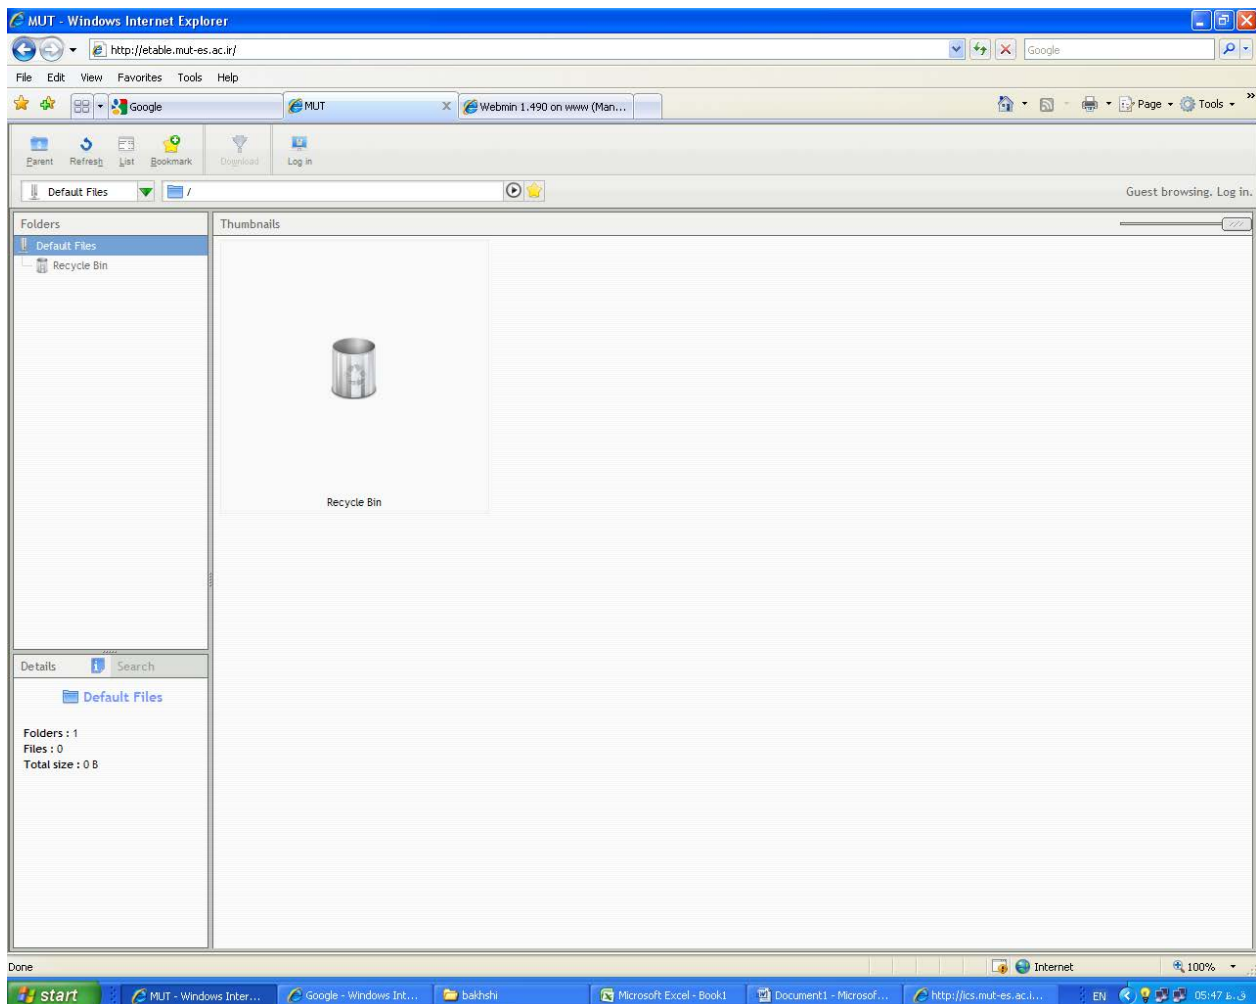 MUT - Windows Internet Explorer
http://etable.mut-es.ac.ir/
Google
File Edit View Favorites Tools Help
Google MUT Webmin 1.490 on www (Man...
Page Tools »
Parent Refresh List Bookmark Download Log in
Default Files / Guest browsing. Log in.
Folders
Thumbnails
Default Files
Recycle Bin
Recycle Bin
Details Search
Default Files
Folders : 1
Files : 0
Total size : 0 B
Done Internet 100%
start MUT - Windows Inter... Google - Windows Int... bakhshi Microsoft Excel - Book1 Document1 - Microsof... http://ics.mut-es.ac.i... EN 05:47